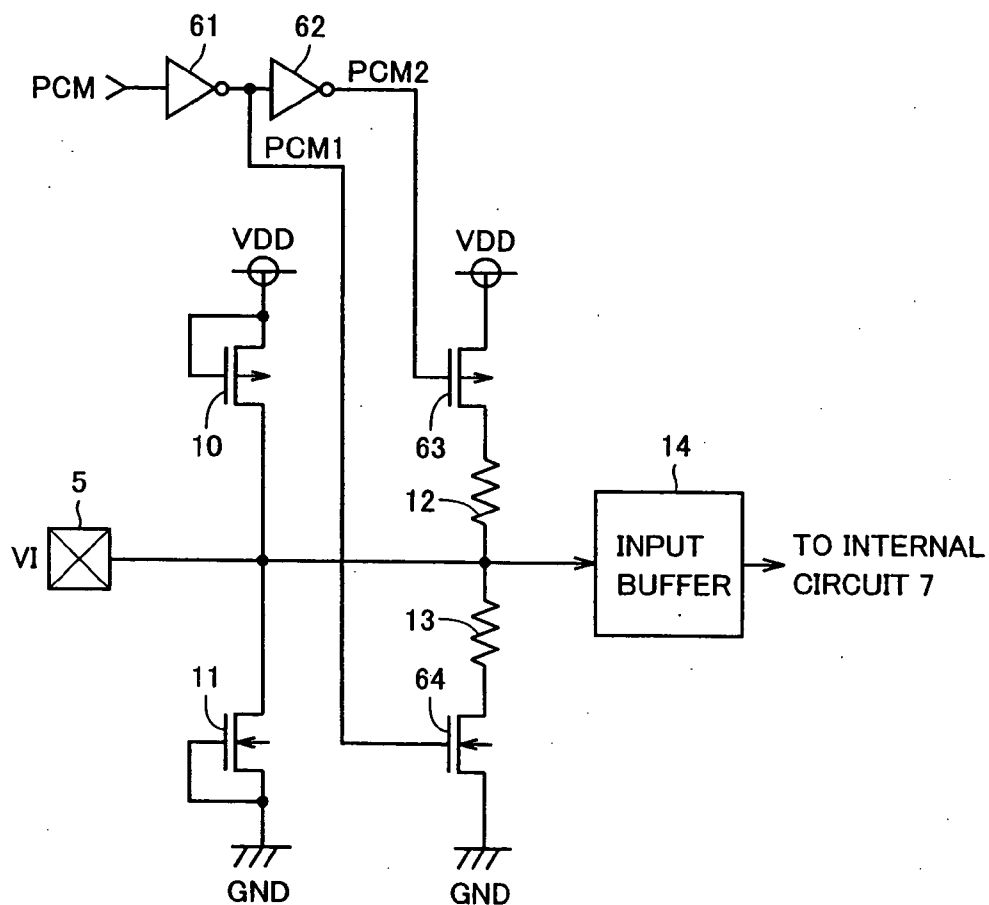 61
62
PCM
PCM2
PCM1
VDD
VDD
10
63
5
12
14
VI
INPUT
BUFFER
TO INTERNAL
CIRCUIT 7
13
11
64
GND
GND